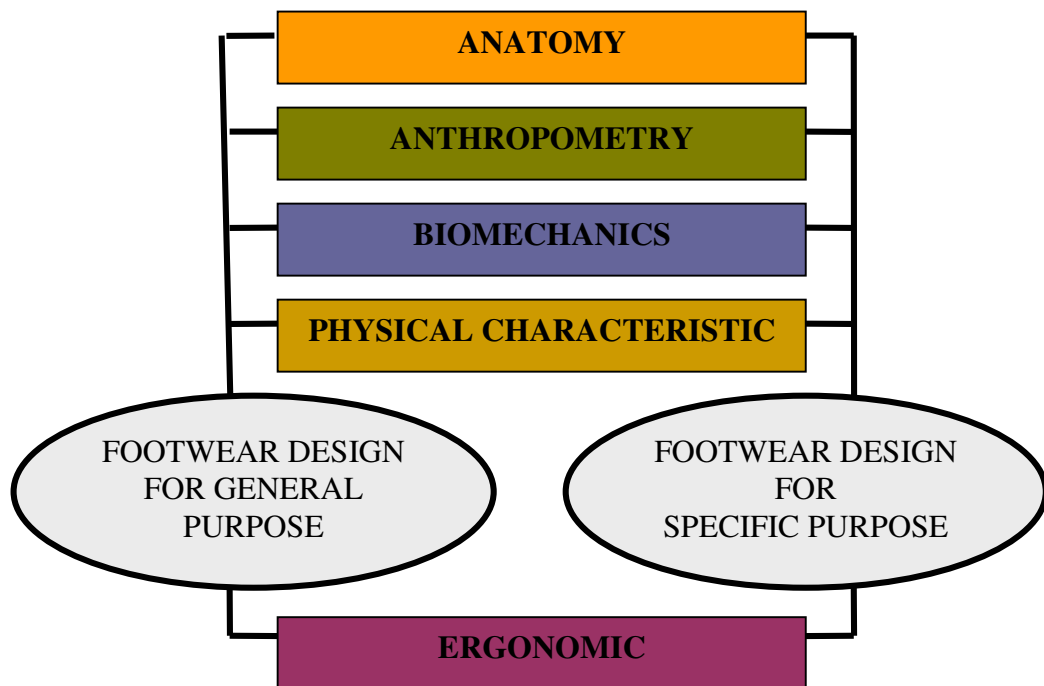 ANATOMY
ANTHROPOMETRY
BIOMECHANICS
PHYSICAL CHARACTERISTIC
FOOTWEAR DESIGN
FOR GENERAL
PURPOSE
FOOTWEAR DESIGN
FOR
SPECIFIC PURPOSE
ERGONOMIC